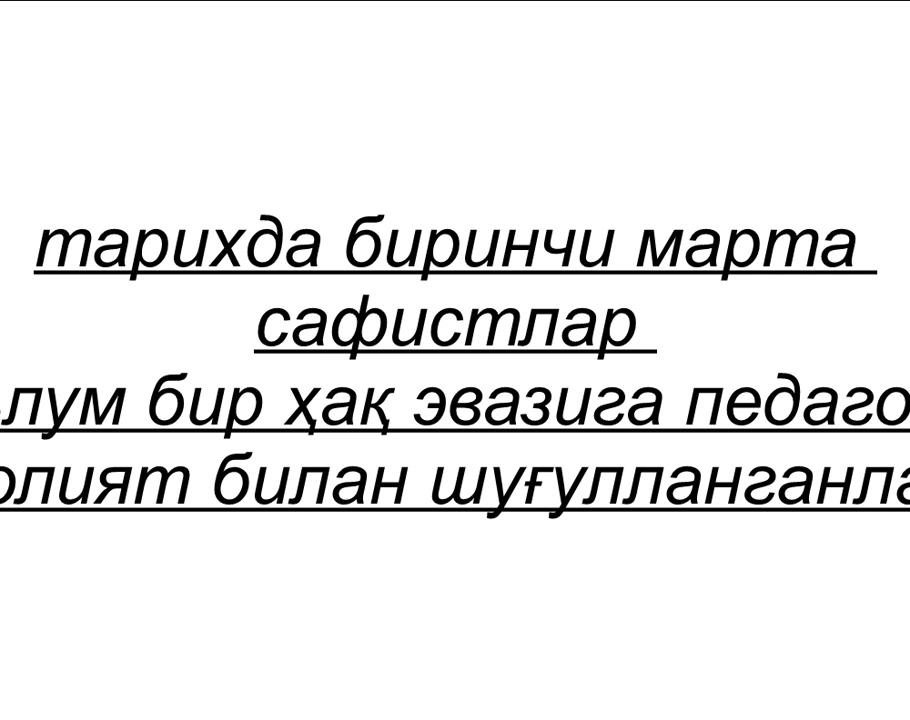 тарихда биринчи марта
сафистлар
лум бир ҳақ эвазига педаго
олият билан шуғулланганла